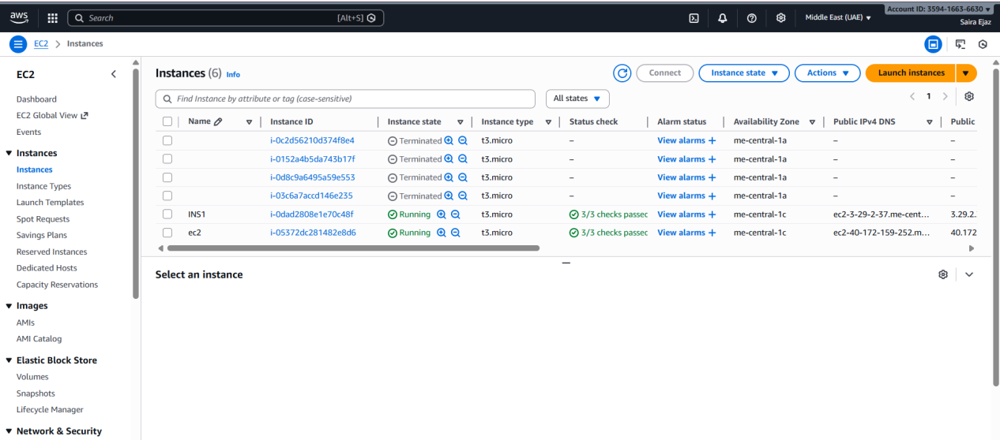 aws Search [Alt+S] Middle East (UAE) Account ID: 3594-1663-6630
Saira Ejaz
EC2 > Instances
EC2
Dashboard
EC2 Global View
Events
Instances
Instances
Instance Types
Launch Templates
Spot Requests
Savings Plans
Reserved Instances
Dedicated Hosts
Capacity Reservations
Images
AMIs
AMI Catalog
Elastic Block Store
Volumes
Snapshots
Lifecycle Manager
Network & Security
Instances (6) Info Connect Instance state Actions Launch instances
Find Instance by attribute or tag (case-sensitive) All states < 1 >
Name Instance ID Instance state Instance type Status check Alarm status Availability Zone Public IPv4 DNS Public
i-0c2d56210d374f8e4 Terminated t3.micro – View alarms + me-central-1a – –
i-0152a4b5da743b17f Terminated t3.micro – View alarms + me-central-1a – –
i-0d8c9a6495a59e553 Terminated t3.micro – View alarms + me-central-1a – –
i-03c6a7accd146e235 Terminated t3.micro – View alarms + me-central-1a – –
INS1 i-0dad2808e1e70c48f Running t3.micro 3/3 checks passec View alarms + me-central-1c ec2-3-29-2-37.me-cent... 3.29.2.
ec2 i-05372dc281482e8d6 Running t3.micro 3/3 checks passec View alarms + me-central-1c ec2-40-172-159-252.m... 40.172
Select an instance